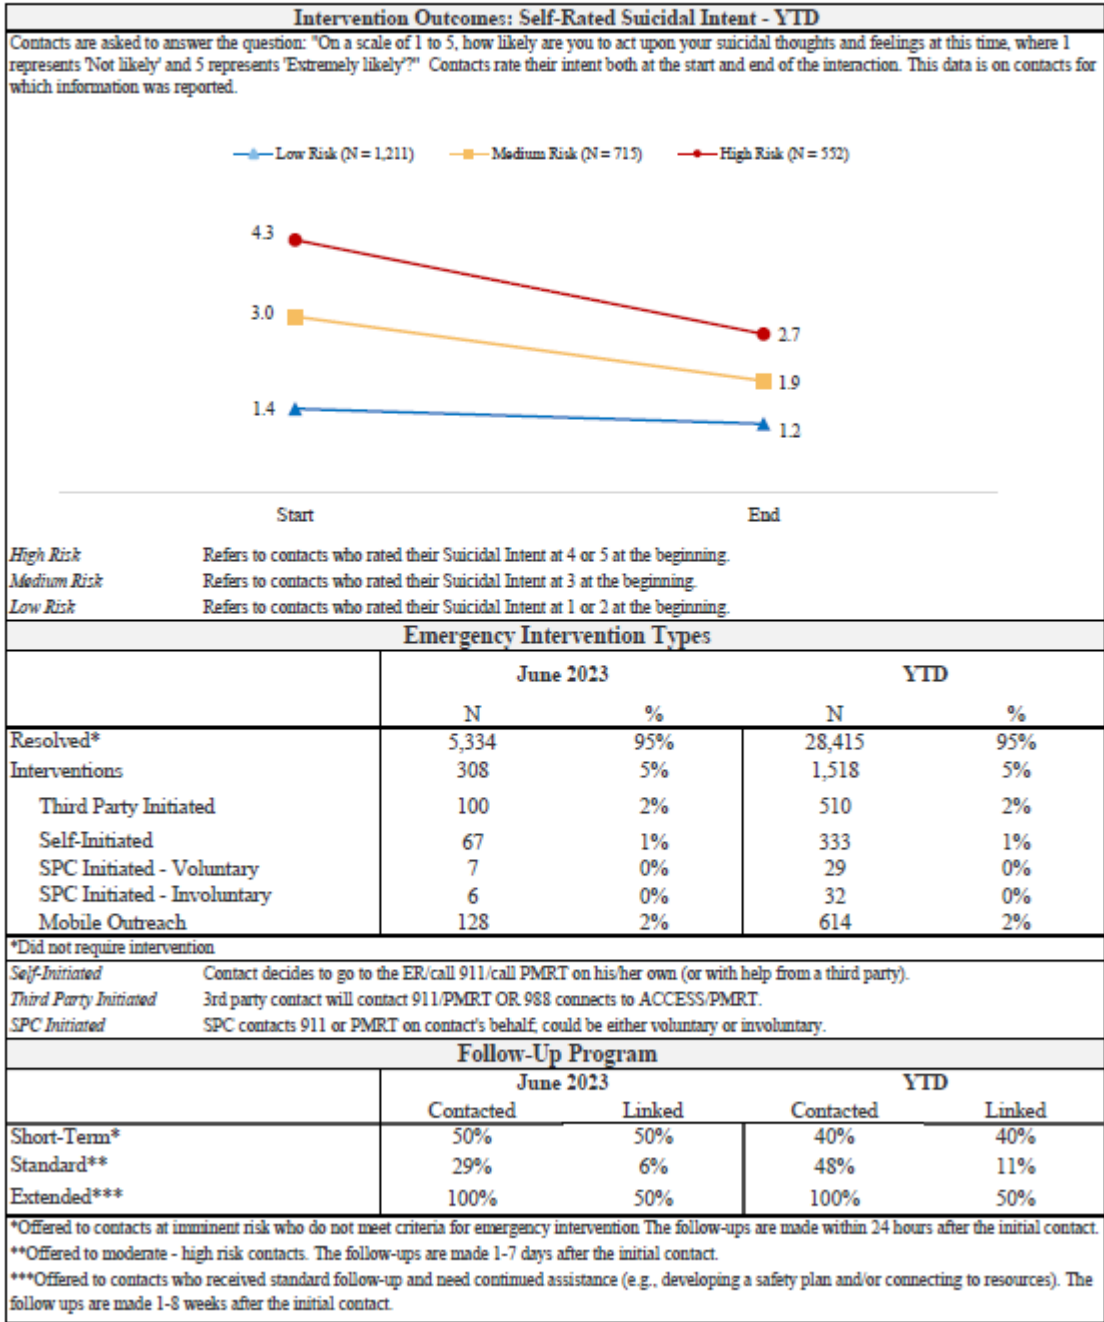 Intervention Outcomes: Self-Rated Suicidal Intent - YTD
Contacts are asked to answer the question: "On a scale of 1 to 5, how likely are you to act upon your suicidal thoughts and feelings at this time, where 1
represents 'Not likely' and 5 represents 'Extremely likely'?" Contacts rate their intent both at the start and end of the interaction. This data is on contacts for
which information was reported.
Low Risk (N = 1,211) Medium Risk (N = 715) High Risk (N = 552)
4.3
3.0
2.7
1.9
1.4
1.2
Start End
High Risk Refers to contacts who rated their Suicidal Intent at 4 or 5 at the beginning.
Medium Risk Refers to contacts who rated their Suicidal Intent at 3 at the beginning.
Low Risk Refers to contacts who rated their Suicidal Intent at 1 or 2 at the beginning.
Emergency Intervention Types
June 2023 YTD
N % N %
Resolved* 5,334 95% 28,415 95%
Interventions 308 5% 1,518 5%
Third Party Initiated 100 2% 510 2%
Self-Initiated 67 1% 333 1%
SPC Initiated - Voluntary 7 0% 29 0%
SPC Initiated - Involuntary 6 0% 32 0%
Mobile Outreach 128 2% 614 2%
*Did not require intervention
Self-Initiated Contact decides to go to the ER/call 911/call PMRT on his/her own (or with help from a third party).
Third Party Initiated 3rd party contact will contact 911/PMRT OR 988 connects to ACCESS/PMRT.
SPC Initiated SPC contacts 911 or PMRT on contact's behalf; could be either voluntary or involuntary.
Follow-Up Program
June 2023 YTD
Contacted Linked Contacted Linked
Short-Term* 50% 50% 40% 40%
Standard** 29% 6% 48% 11%
Extended*** 100% 50% 100% 50%
*Offered to contacts at imminent risk who do not meet criteria for emergency intervention The follow-ups are made within 24 hours after the initial contact.
**Offered to moderate - high risk contacts. The follow-ups are made 1-7 days after the initial contact.
***Offered to contacts who received standard follow-up and need continued assistance (e.g., developing a safety plan and/or connecting to resources). The
follow ups are made 1-8 weeks after the initial contact.